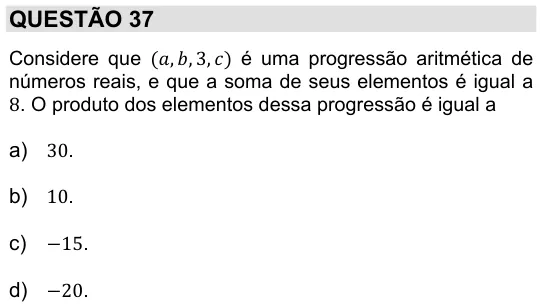 QUESTÃO 37
Considere que (a, b, 3, c) é uma progressão aritmética de
números reais, e que a soma de seus elementos é igual a
8. O produto dos elementos dessa progressão é igual a
a) 30.
b) 10.
c) −15.
d) −20.